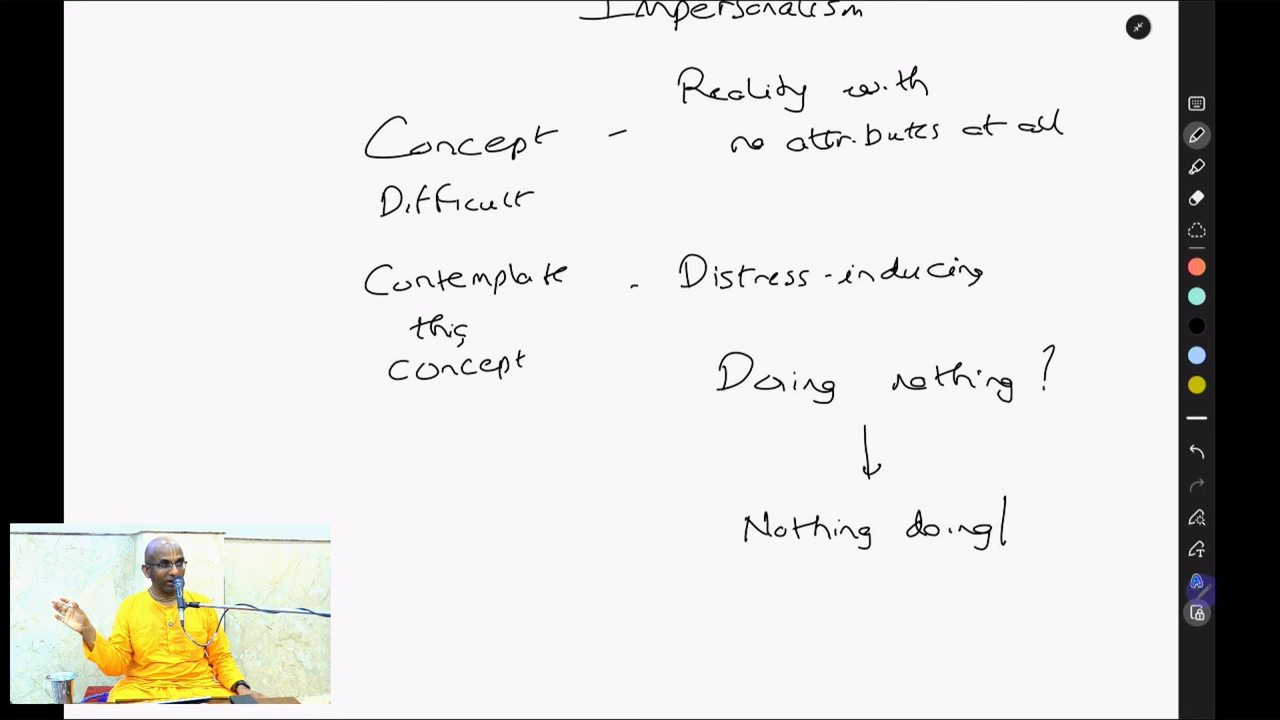 Impersonalism
Reality with
Concept - no attributes at all
Difficult
Contemplate - Distress-inducing
this
concept
Doing nothing?
Nothing doing!